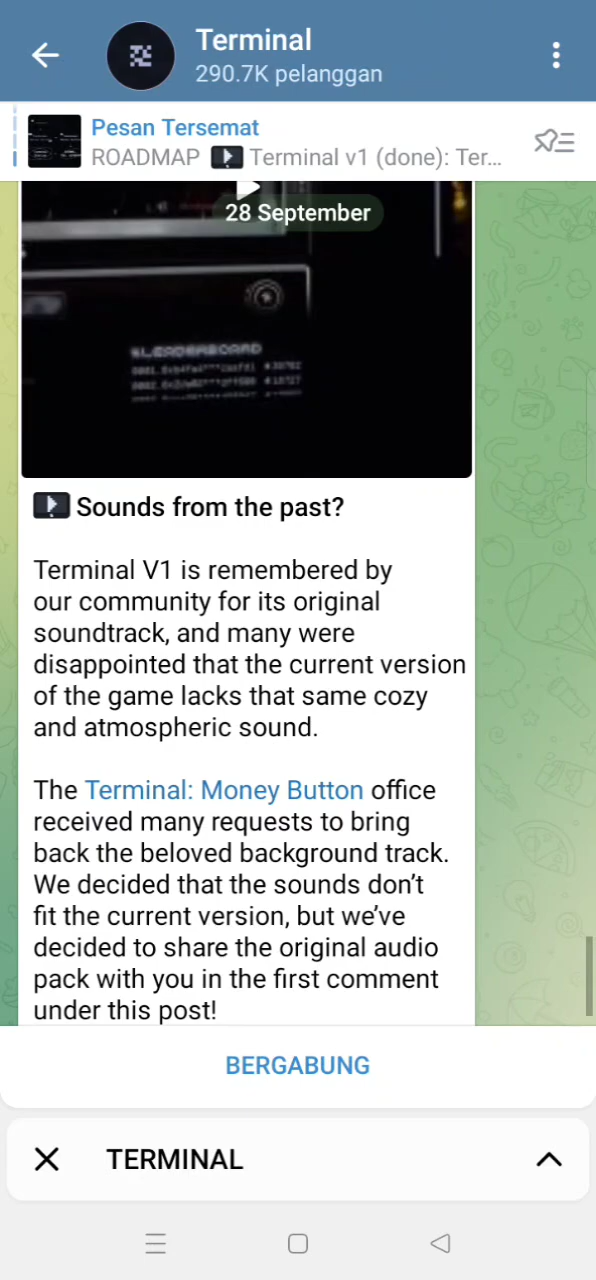 Terminal
290.7K pelanggan
Pesan Tersemat
ROADMAP Terminal v1 (done): Ter...
28 September
Sounds from the past?
Terminal V1 is remembered by
our community for its original
soundtrack, and many were
disappointed that the current version
of the game lacks that same cozy
and atmospheric sound.
The Terminal: Money Button office
received many requests to bring
back the beloved background track.
We decided that the sounds don’t
fit the current version, but we’ve
decided to share the original audio
pack with you in the first comment
under this post!
BERGABUNG
TERMINAL